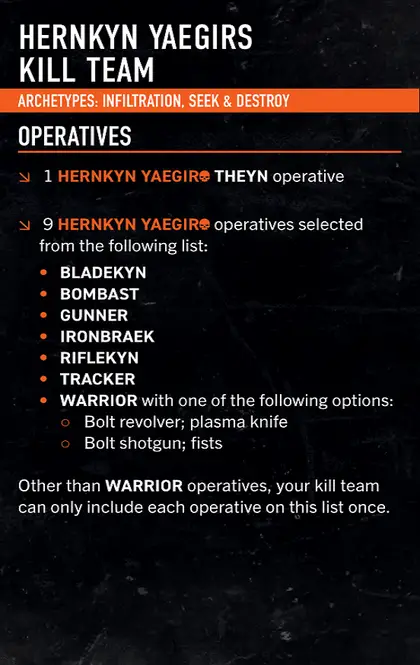 HERNKYN YAEGIRS
KILL TEAM
ARCHETYPES: INFILTRATION, SEEK & DESTROY
OPERATIVES
↘ 1 HERNKYN YAEGIR💀 THEYN operative
↘ 9 HERNKYN YAEGIR💀 operatives selected
from the following list:
• BLADEKYN
• BOMBAST
• GUNNER
• IRONBRAEK
• RIFLEKYN
• TRACKER
• WARRIOR with one of the following options:
○ Bolt revolver; plasma knife
○ Bolt shotgun; fists
Other than WARRIOR operatives, your kill team
can only include each operative on this list once.